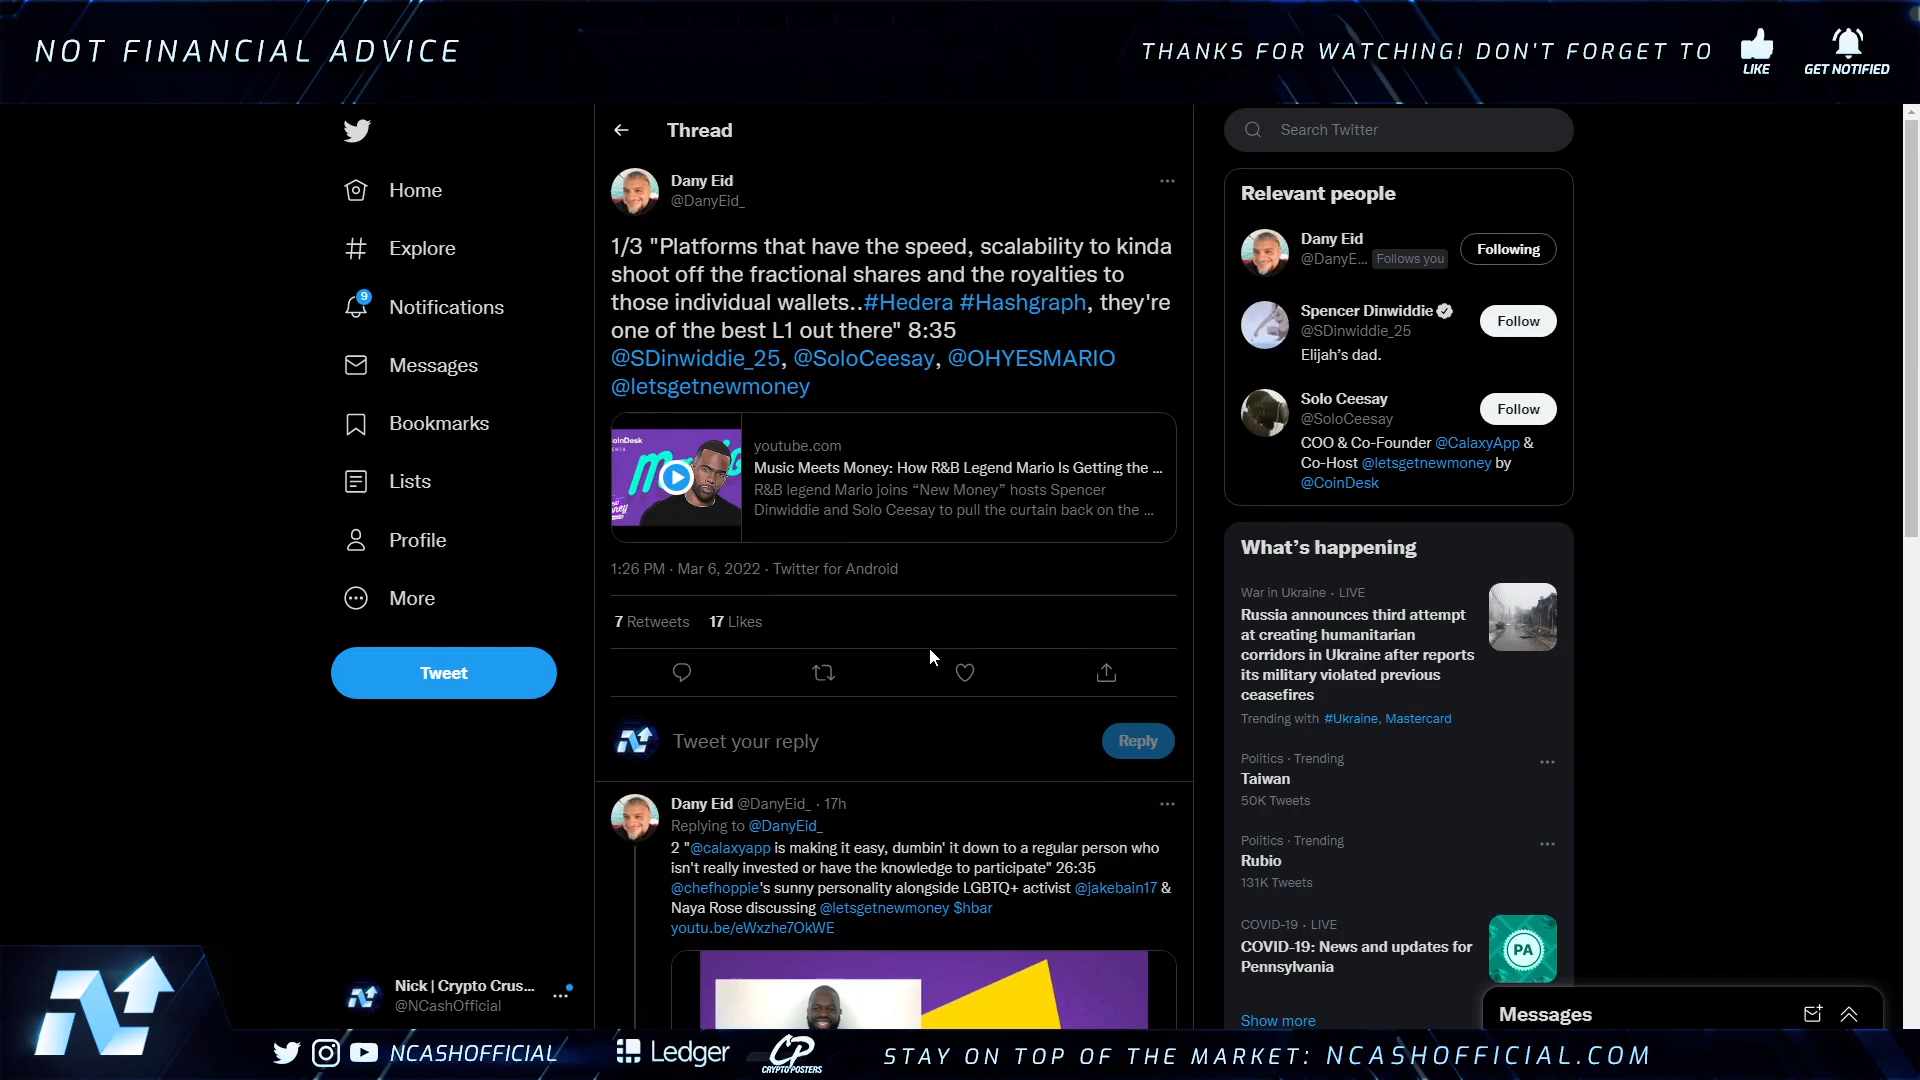 NOT FINANCIAL ADVICE
THANKS FOR WATCHING! DON'T FORGET TO
LIKE
GET NOTIFIED
Home
Explore
9
Notifications
Messages
Bookmarks
Lists
Profile
More
Tweet
Nick | Crypto Crus...
@NCashOfficial
Thread
Dany Eid
@DanyEid_
1/3 "Platforms that have the speed, scalability to kinda
shoot off the fractional shares and the royalties to
those individual wallets..#Hedera #Hashgraph, they're
one of the best L1 out there" 8:35
@SDinwiddie_25, @SoloCeesay, @OHYESMARIO
@letsgetnewmoney
youtube.com
Music Meets Money: How R&B Legend Mario Is Getting the ...
R&B legend Mario joins “New Money” hosts Spencer
Dinwiddie and Solo Ceesay to pull the curtain back on the ...
1:26 PM · Mar 6, 2022 · Twitter for Android
7 Retweets 17 Likes
Tweet your reply
Reply
Dany Eid @DanyEid_ · 17h
Replying to @DanyEid_
2 "@calaxyapp is making it easy, dumbin' it down to a regular person who
isn't really invested or have the knowledge to participate" 26:35
@chefhoppie's sunny personality alongside LGBTQ+ activist @jakebain17 &
Naya Rose discussing @letsgetnewmoney $hbar
youtu.be/eWxzhe7OkWE
Search Twitter
Relevant people
Dany Eid
@DanyE... Follows you
Following
Spencer Dinwiddie
@SDinwiddie_25
Follow
Elijah’s dad.
Solo Ceesay
@SoloCeesay
Follow
COO & Co-Founder @CalaxyApp &
Co-Host @letsgetnewmoney by
@CoinDesk
What’s happening
War in Ukraine · LIVE
Russia announces third attempt
at creating humanitarian
corridors in Ukraine after reports
its military violated previous
ceasefires
Trending with #Ukraine, Mastercard
Politics · Trending
Taiwan
50K Tweets
Politics · Trending
Rubio
131K Tweets
COVID-19 · LIVE
COVID-19: News and updates for
Pennsylvania
PA
Show more
Messages
NCASHOFFICIAL
Ledger
CP
CRYPTOPOSTERS
STAY ON TOP OF THE MARKET: NCASHOFFICIAL.COM